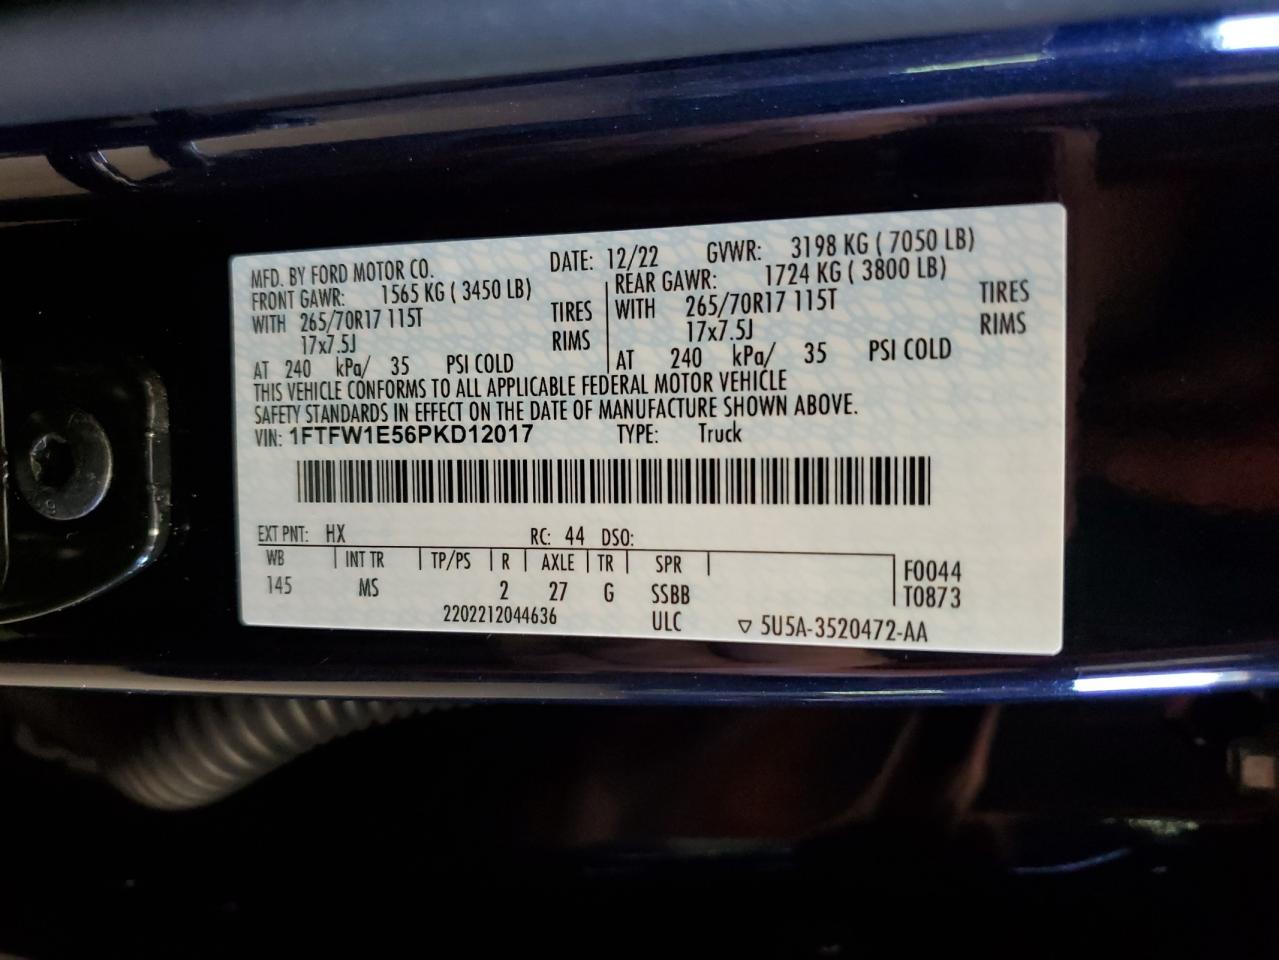 MFD. BY FORD MOTOR CO. DATE: 12/22 GVWR: 3198 KG ( 7050 LB)
FRONT GAWR: 1565 KG ( 3450 LB) REAR GAWR: 1724 KG ( 3800 LB)
WITH 265/70R17 115T TIRES WITH 265/70R17 115T TIRES
17x7.5J RIMS 17x7.5J RIMS
AT 240 kPa/ 35 PSI COLD AT 240 kPa/ 35 PSI COLD
THIS VEHICLE CONFORMS TO ALL APPLICABLE FEDERAL MOTOR VEHICLE
SAFETY STANDARDS IN EFFECT ON THE DATE OF MANUFACTURE SHOWN ABOVE.
VIN: 1FTFW1E56PKD12017 TYPE: Truck
EXT PNT: HX RC: 44 DSO:
WB INT TR TP/PS R AXLE TR SPR F0044
145 MS 2 27 G SSBB T0873
2202212044636 ULC ▽ 5U5A-3520472-AA